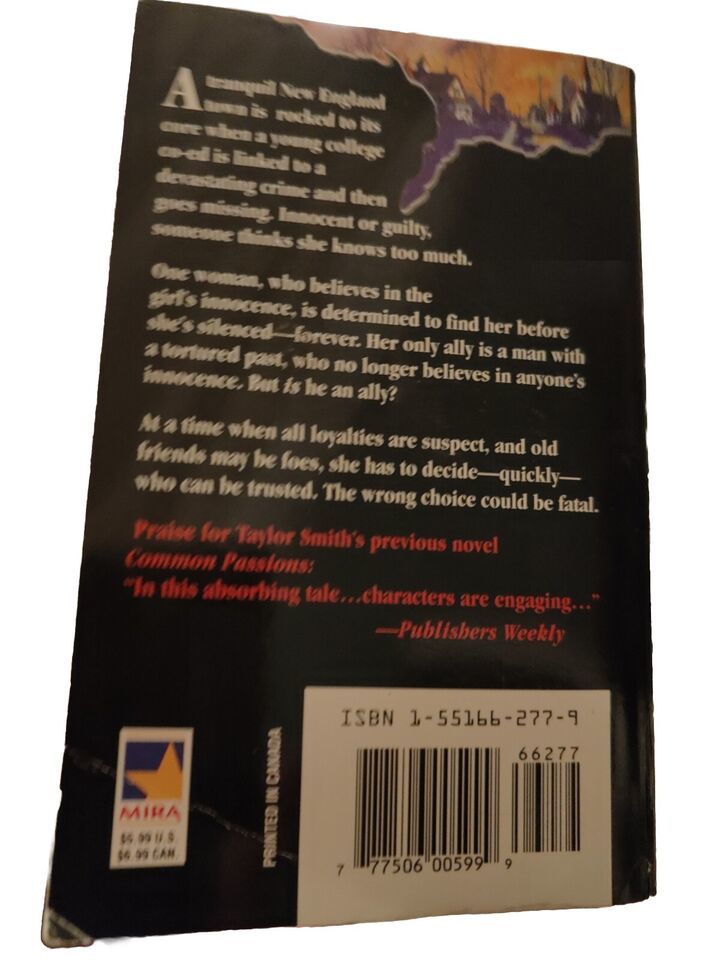 A tranquil New England
town is rocked to its
core when a young college
co-ed is linked to a
devastating crime and then
goes missing. Innocent or guilty,
someone thinks she knows too much.
One woman, who believes in the
girl's innocence, is determined to find her before
she's silenced—forever. Her only ally is a man with
a tortured past, who no longer believes in anyone's
innocence. But is he an ally?
At a time when all loyalties are suspect, and old
friends may be foes, she has to decide—quickly—
who can be trusted. The wrong choice could be fatal.
Praise for Taylor Smith's previous novel
Common Passions:
"In this absorbing tale...characters are engaging..."
—Publishers Weekly
ISBN 1-55166-277-9
66277
7 77506 00599 9
PRINTED IN CANADA
MIRA
$5.99 U.S.
$6.99 CAN.